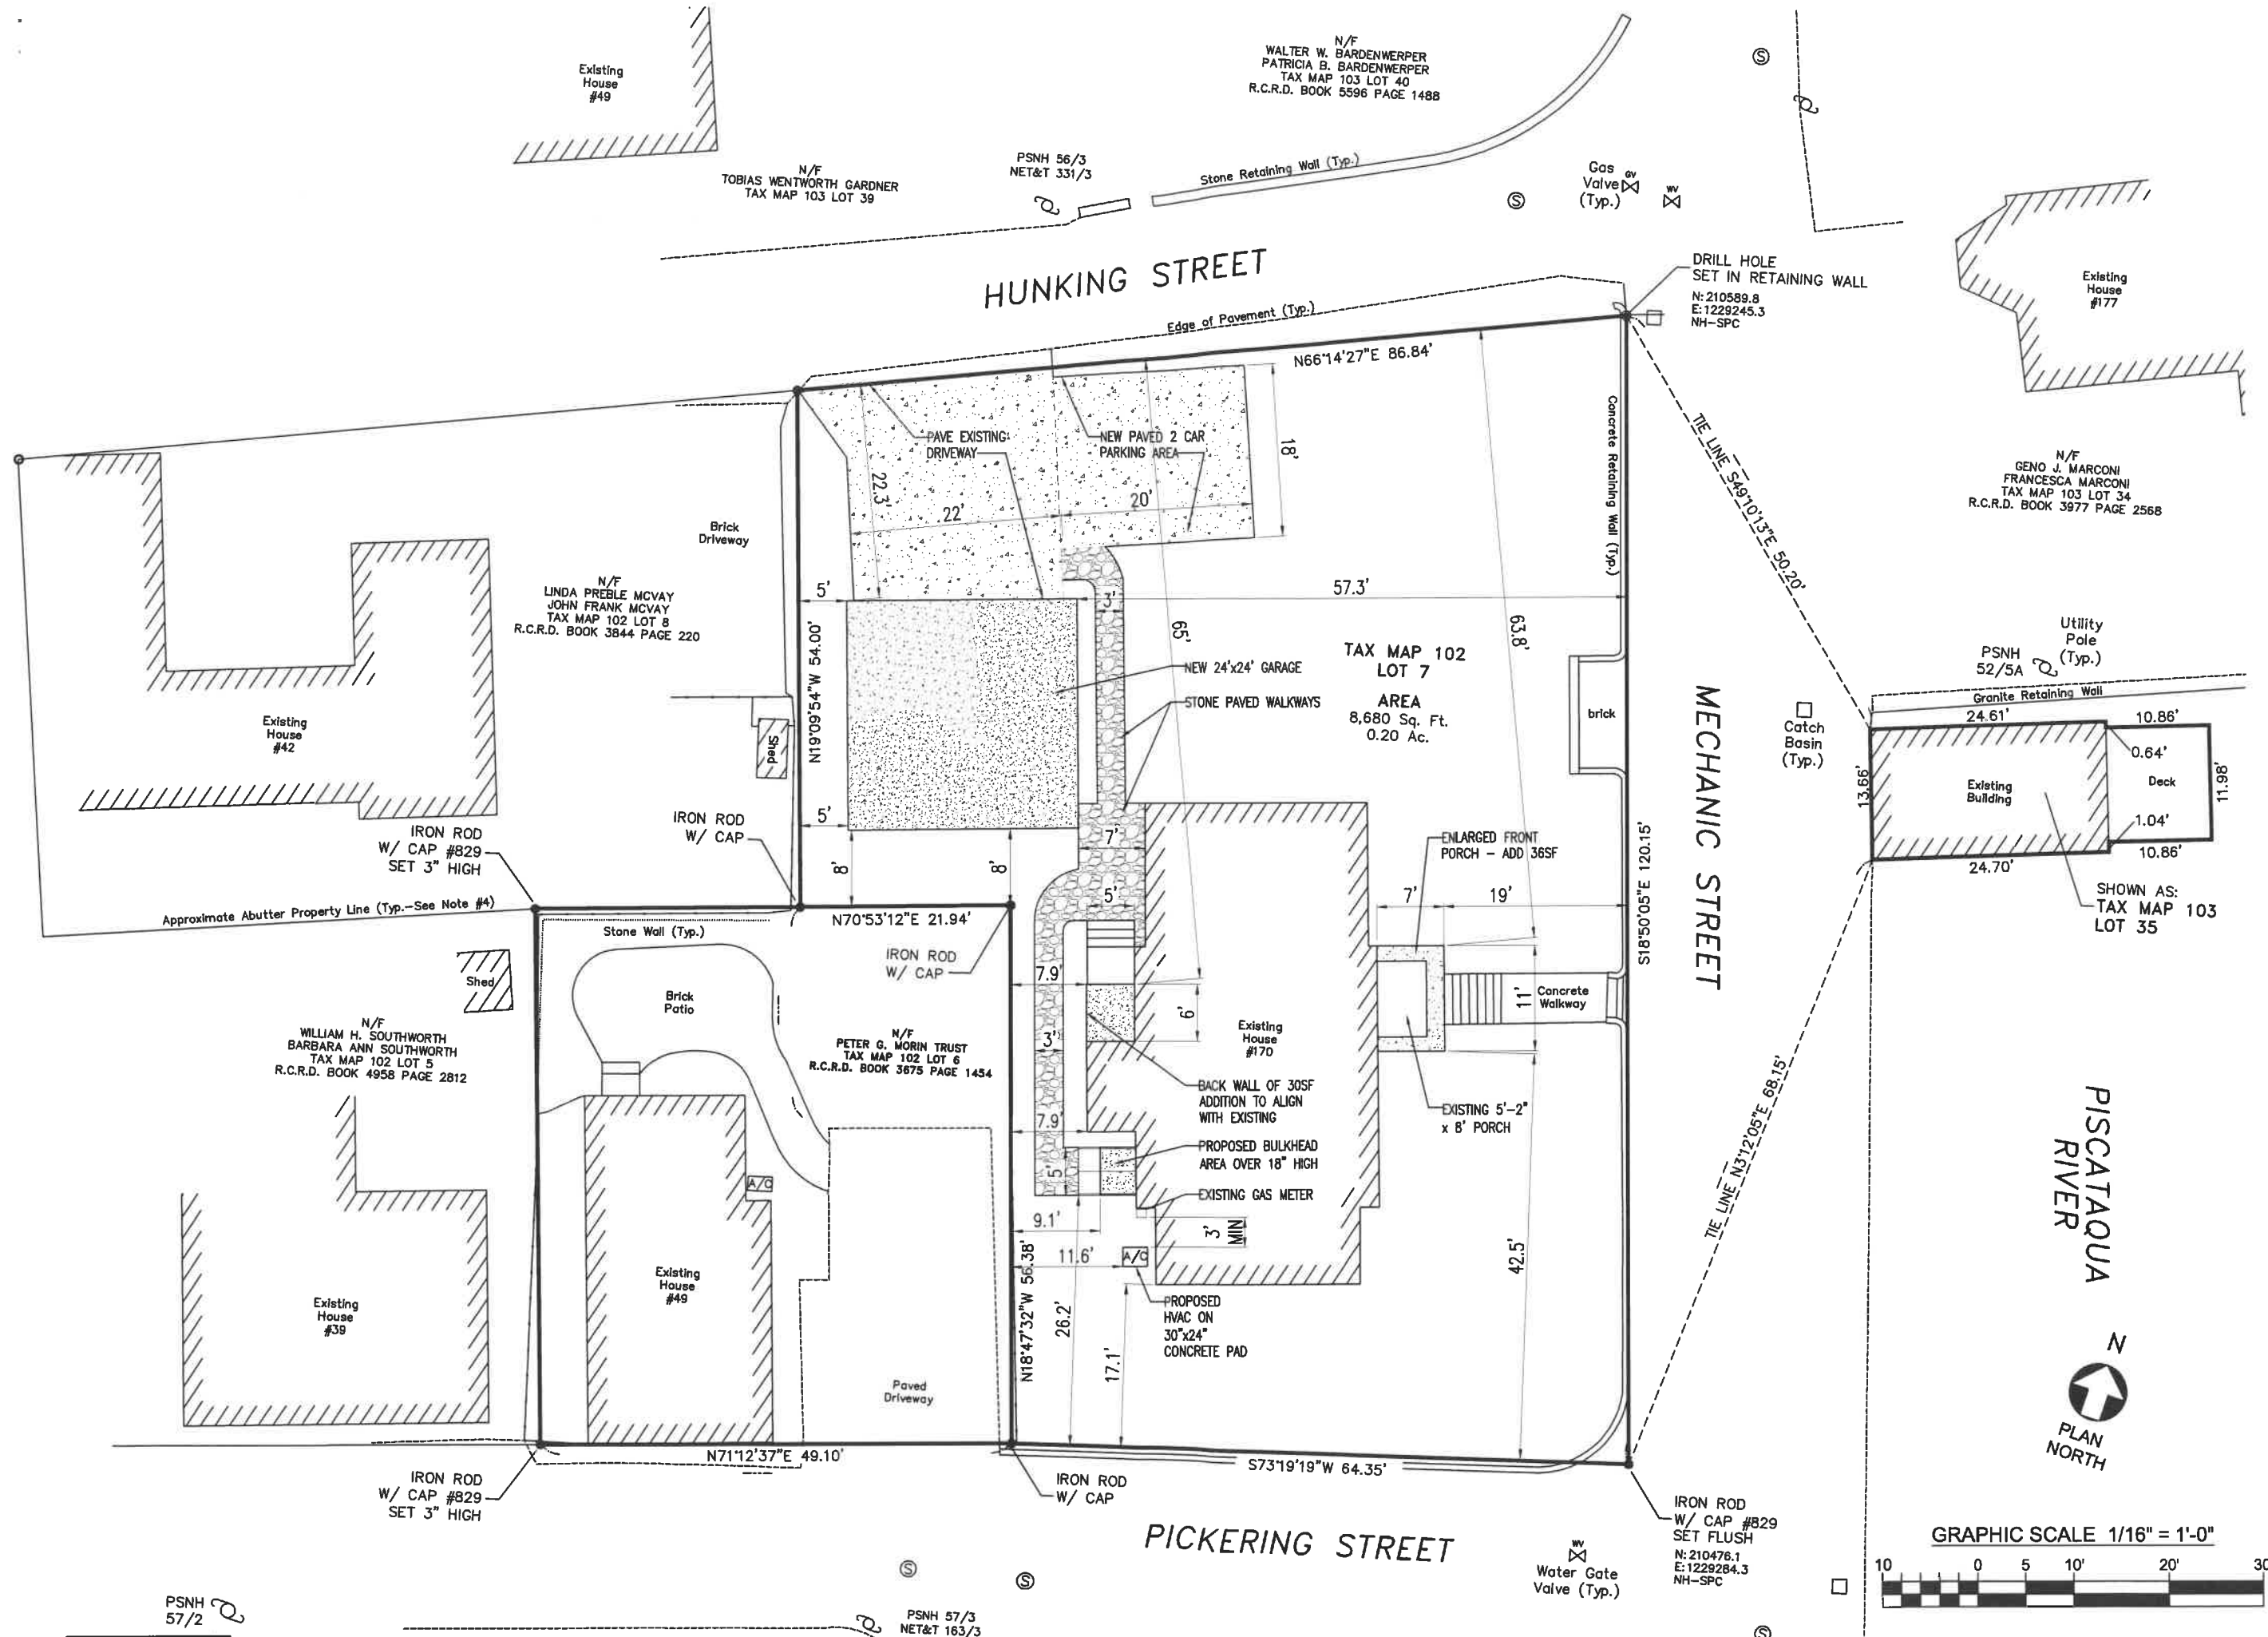 Existing
House
#49
N/F
TOBIAS WENTWORTH GARDNER
TAX MAP 103 LOT 39
PSNH 56/3
NET&T 331/3
N/F
WALTER W. BARDENWERPER
PATRICIA B. BARDENWERPER
TAX MAP 103 LOT 40
R.C.R.D. BOOK 5596 PAGE 1488
Stone Retaining Wall (Typ.)
S
S
Gas
Valve
(Typ.)
GV
WV
HUNKING STREET
Edge of Pavement (Typ.)
N66°14'27"E 86.84'
DRILL HOLE
SET IN RETAINING WALL
N: 210589.8
E: 1229245.3
NH-SPC
Existing
House
#177
N/F
GENO J. MARCONI
FRANCESCA MARCONI
TAX MAP 103 LOT 34
R.C.R.D. BOOK 3977 PAGE 2568
PAVE EXISTING
DRIVEWAY
NEW PAVED 2 CAR
PARKING AREA
18'
22.3'
22'
20'
Concrete Retaining Wall (Typ.)
TIE LINE S49°10'13"E 50.20'
Brick
Driveway
N/F
LINDA PREBLE MCVAY
JOHN FRANK MCVAY
TAX MAP 102 LOT 8
R.C.R.D. BOOK 3844 PAGE 220
5'
3'
57.3'
N19°09'54"W 54.00'
65'
63.8'
TAX MAP 102
LOT 7
AREA
8,680 Sq. Ft.
0.20 Ac.
NEW 24'x24' GARAGE
STONE PAVED WALKWAYS
brick
MECHANIC STREET
Utility
Pole
(Typ.)
PSNH
52/5A
Granite Retaining Wall
24.61'
10.86'
0.64'
Catch
Basin
(Typ.)
13.66'
Existing
Building
Deck
11.98'
1.04'
10.86'
24.70'
SHOWN AS:
TAX MAP 103
LOT 35
Existing
House
#42
Shed
IRON ROD
W/ CAP #829
SET 3" HIGH
IRON ROD
W/ CAP
5'
8'
8'
7'
5'
ENLARGED FRONT
PORCH - ADD 36SF
7'
19'
S18°50'05"E 120.15'
Approximate Abutter Property Line (Typ.-See Note #4)
N70°53'12"E 21.94'
Stone Wall (Typ.)
IRON ROD
W/ CAP
7.9'
6'
11'
Concrete
Walkway
Shed
Brick
Patio
N/F
WILLIAM H. SOUTHWORTH
BARBARA ANN SOUTHWORTH
TAX MAP 102 LOT 5
R.C.R.D. BOOK 4958 PAGE 2812
N/F
PETER G. MORIN TRUST
TAX MAP 102 LOT 6
R.C.R.D. BOOK 3675 PAGE 1454
3'
Existing
House
#170
BACK WALL OF 30SF
ADDITION TO ALIGN
WITH EXISTING
7.9'
EXISTING 5'-2"
x 8' PORCH
PROPOSED BULKHEAD
AREA OVER 18" HIGH
5'
EXISTING GAS METER
TIE LINE N3°12'05"E 68.15'
PISCATAQUA
RIVER
A/C
9.1'
3'
MIN
11.6'
A/C
N18°47'32"W 56.38'
26.2'
17.1'
42.5'
PROPOSED
HVAC ON
30"x24"
CONCRETE PAD
Existing
House
#39
Existing
House
#49
Paved
Driveway
N
PLAN
NORTH
N71°12'37"E 49.10'
S73°19'19"W 64.35'
IRON ROD
W/ CAP #829
SET 3" HIGH
IRON ROD
W/ CAP
IRON ROD
W/ CAP #829
SET FLUSH
N: 210476.1
E: 1229284.3
NH-SPC
PICKERING STREET
WV
Water Gate
Valve (Typ.)
GRAPHIC SCALE 1/16" = 1'-0"
10 0 5 10' 20' 30
S
S
S
PSNH
57/2
PSNH 57/3
NET&T 163/3